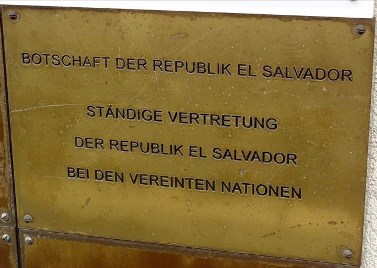 BOTSCHAFT DER REPUBLIK EL SALVADOR
STÄNDIGE VERTRETUNG
DER REPUBLIK EL SALVADOR
BEI DEN VEREINTEN NATIONEN